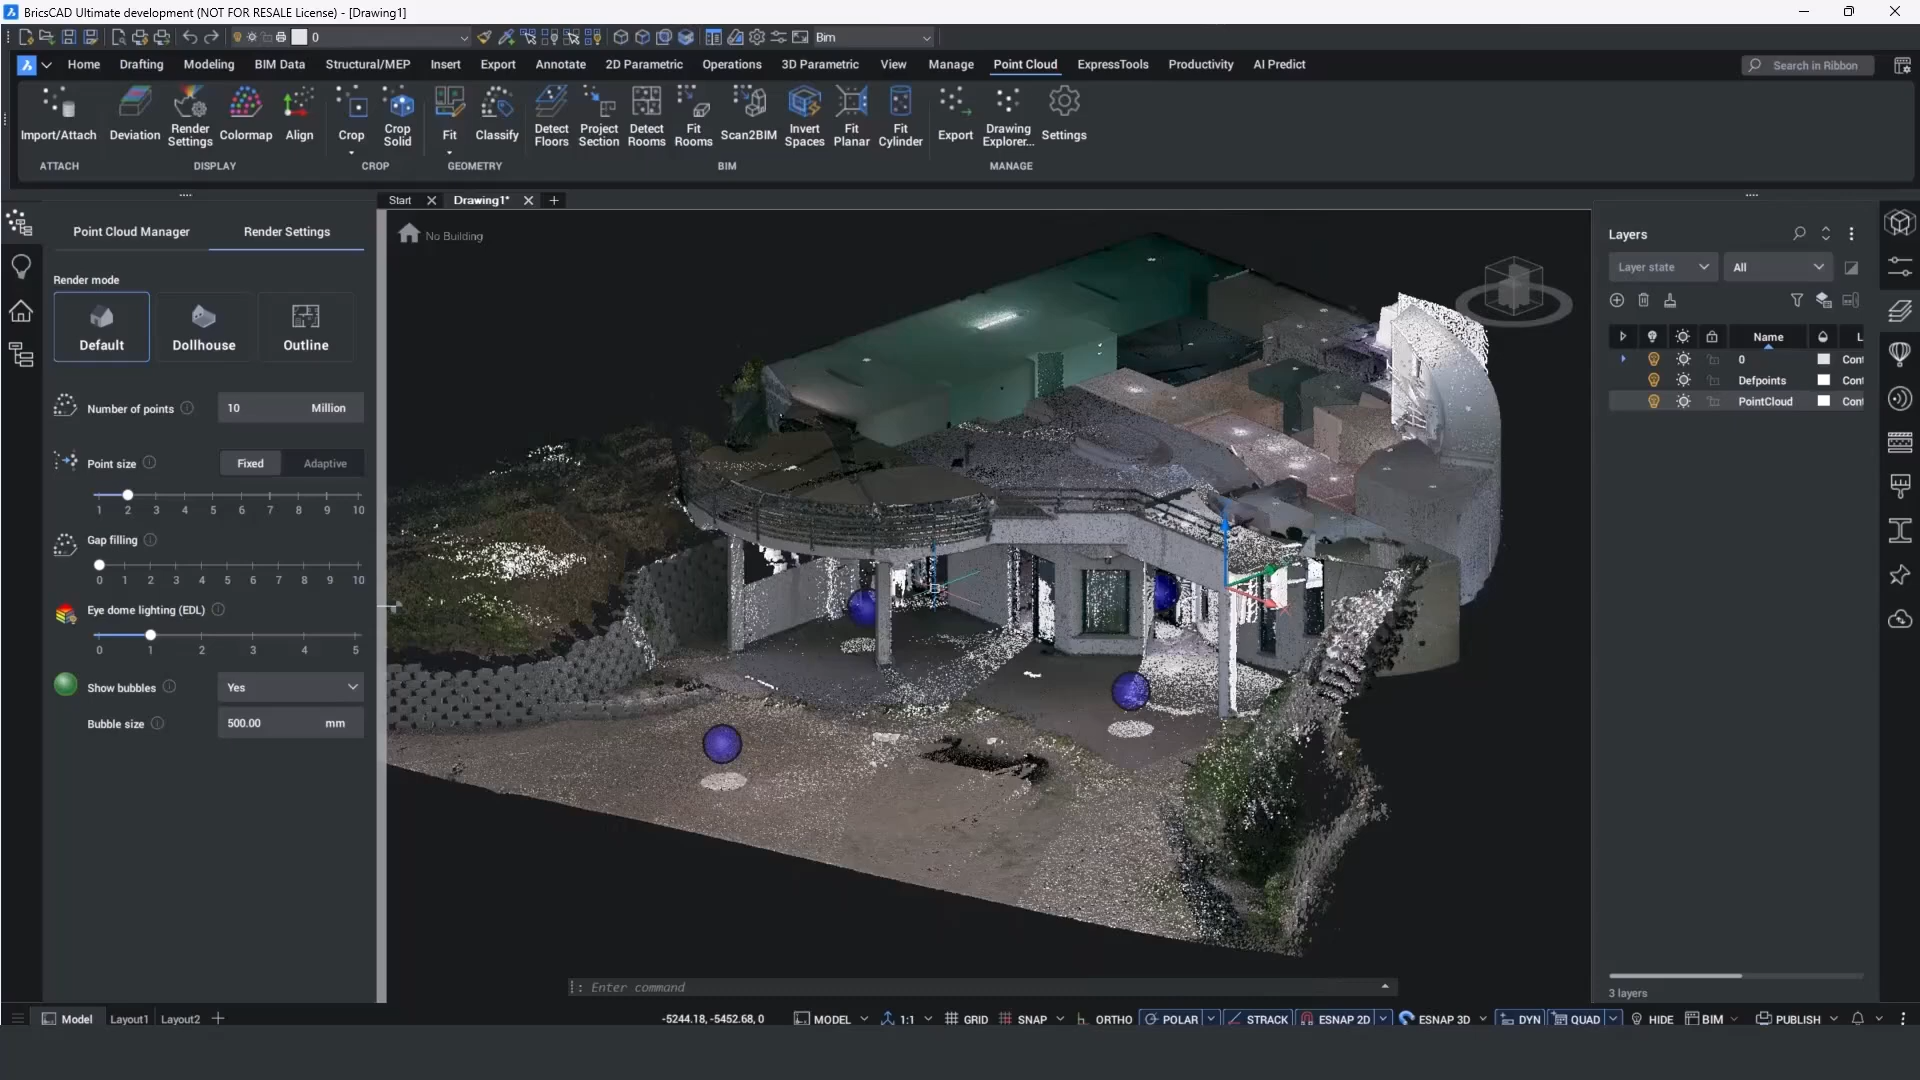 BricsCAD Ultimate development (NOT FOR RESALE License) - [Drawing1]
0
Bim
Home Drafting Modeling BIM Data Structural/MEP Insert Export Annotate 2D Parametric Operations 3D Parametric View Manage Point Cloud ExpressTools Productivity AI Predict Search in Ribbon
Import/Attach Deviation Render Settings Colormap Align Crop Crop Solid Fit Classify Detect Floors Project Section Detect Rooms Fit Rooms Scan2BIM Invert Spaces Fit Planar Fit Cylinder Export Drawing Explorer... Settings
ATTACH DISPLAY CROP GEOMETRY BIM MANAGE
Start Drawing1*
Point Cloud Manager Render Settings
No Building
Render mode
Default Dollhouse Outline
Number of points 10 Million
Point size Fixed Adaptive
1 2 3 4 5 6 7 8 9 10
Gap filling
0 1 2 3 4 5 6 7 8 9 10
Eye dome lighting (EDL)
0 1 2 3 4 5
Show bubbles Yes
Bubble size 500.00 mm
Layers
Layer state All
Name L
0 Cont
Defpoints Cont
PointCloud Cont
3 layers
: Enter command
Model Layout1 Layout2
-5244.18, -5452.68, 0 MODEL 1:1 GRID SNAP ORTHO POLAR STRACK ESNAP 2D ESNAP 3D DYN QUAD HIDE BIM PUBLISH